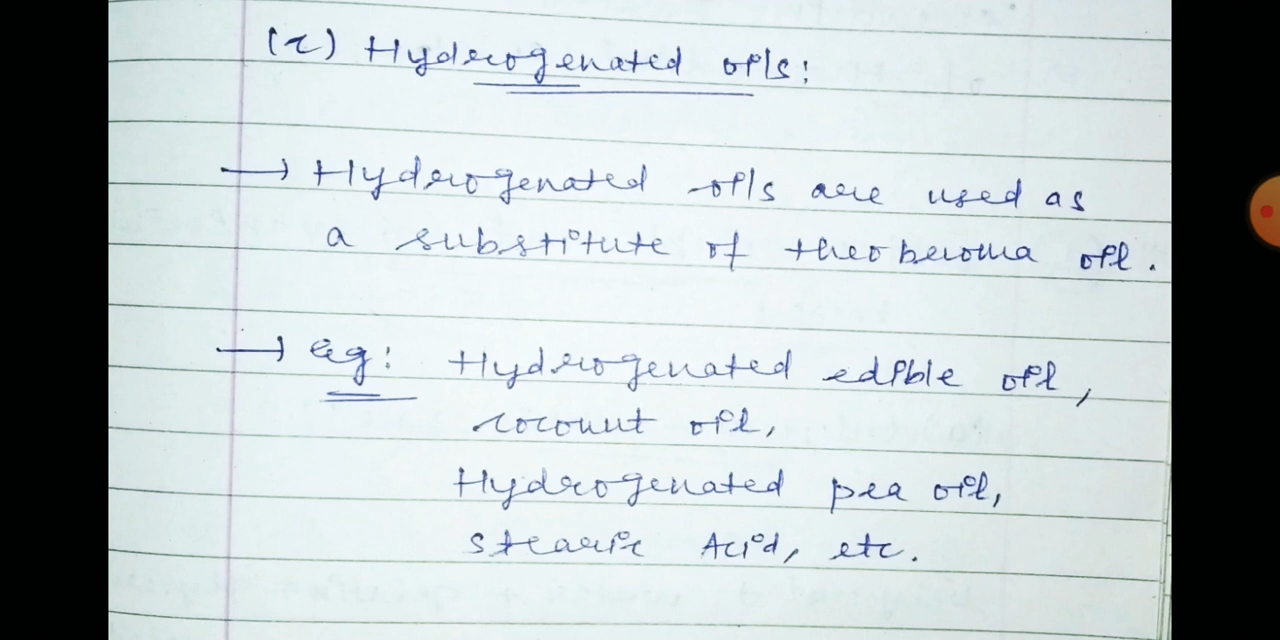 (c) Hydrogenated oils:
→ Hydrogenated oils are used as
a substitute of theobroma oil.
→ eg: Hydrogenated edible oil,
coconut oil,
Hydrogenated pea oil,
stearic Acid, etc.